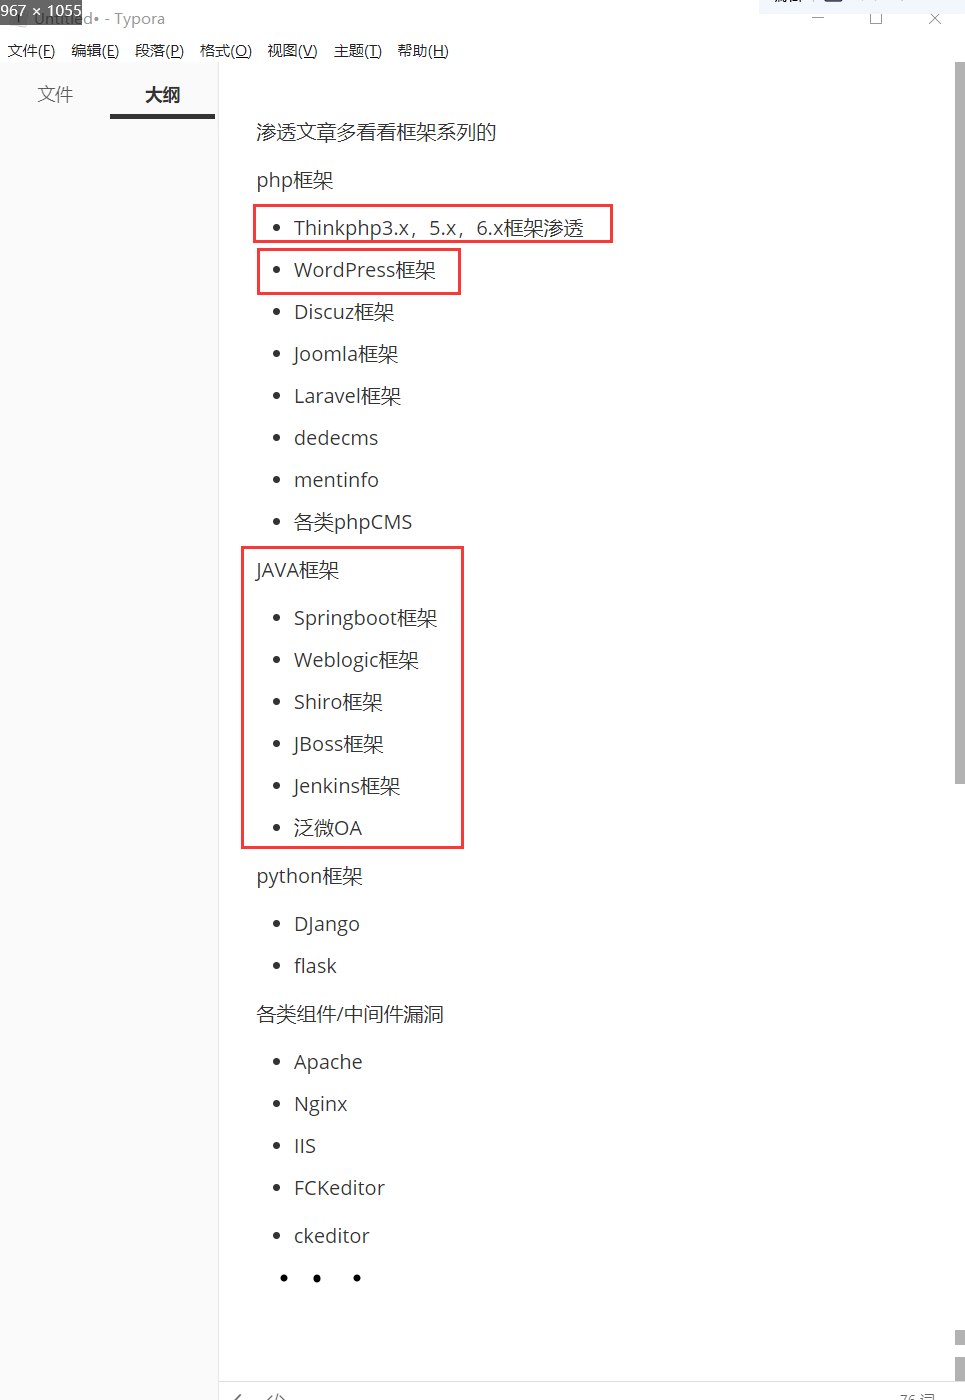 967 × 1055
Untitled• - Typora
文件(F) 编辑(E) 段落(P) 格式(O) 视图(V) 主题(T) 帮助(H)
文件 大纲
渗透文章多看看框架系列的
php框架
Thinkphp3.x，5.x，6.x框架渗透
WordPress框架
Discuz框架
Joomla框架
Laravel框架
dedecms
mentinfo
各类phpCMS
JAVA框架
Springboot框架
Weblogic框架
Shiro框架
JBoss框架
Jenkins框架
泛微OA
python框架
DJango
flask
各类组件/中间件漏洞
Apache
Nginx
IIS
FCKeditor
ckeditor